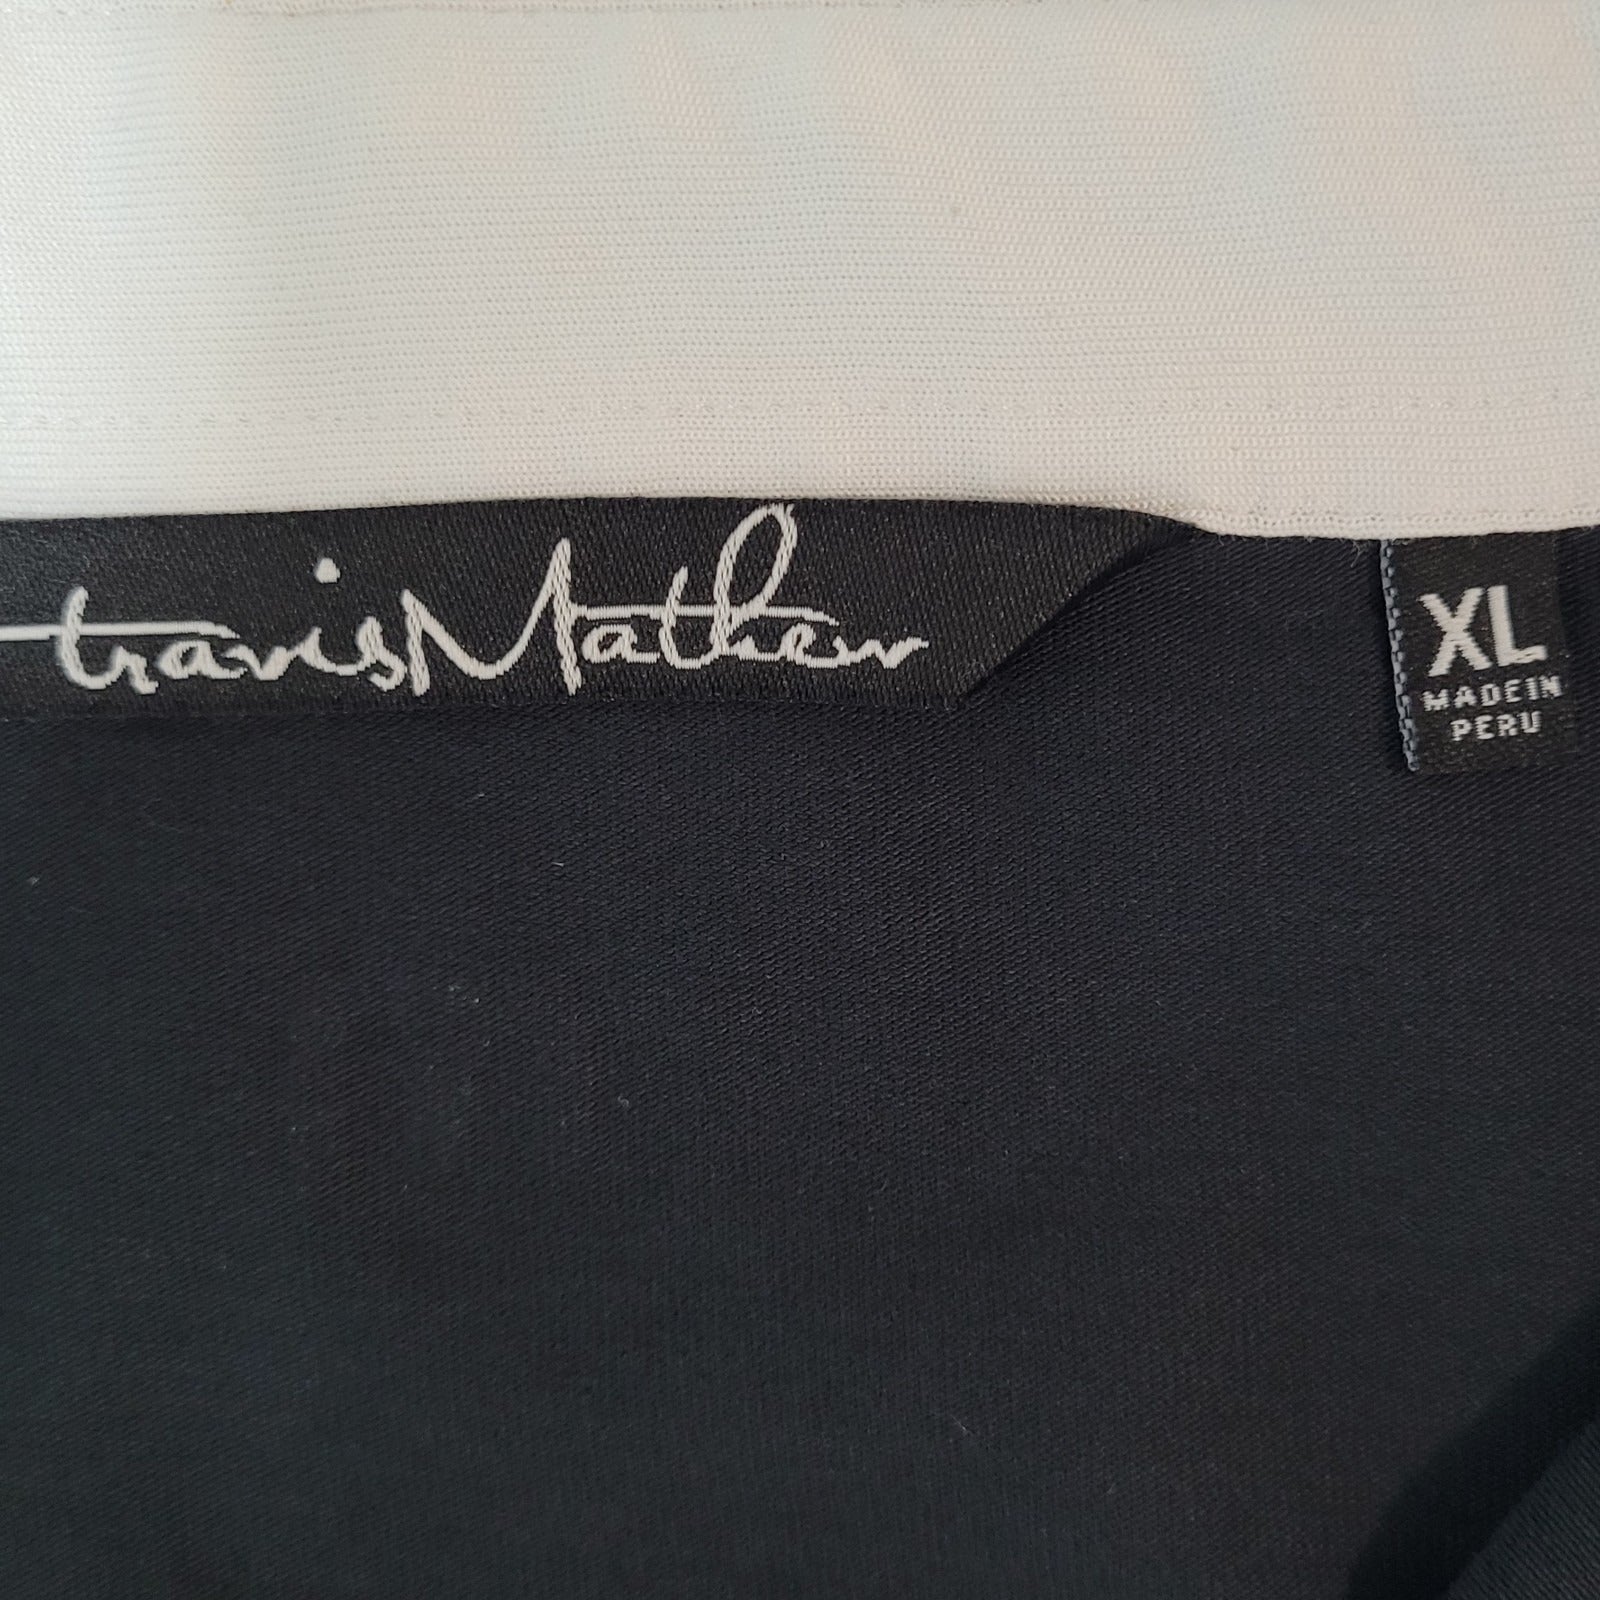 travisMathew
XL
MADE IN
PERU